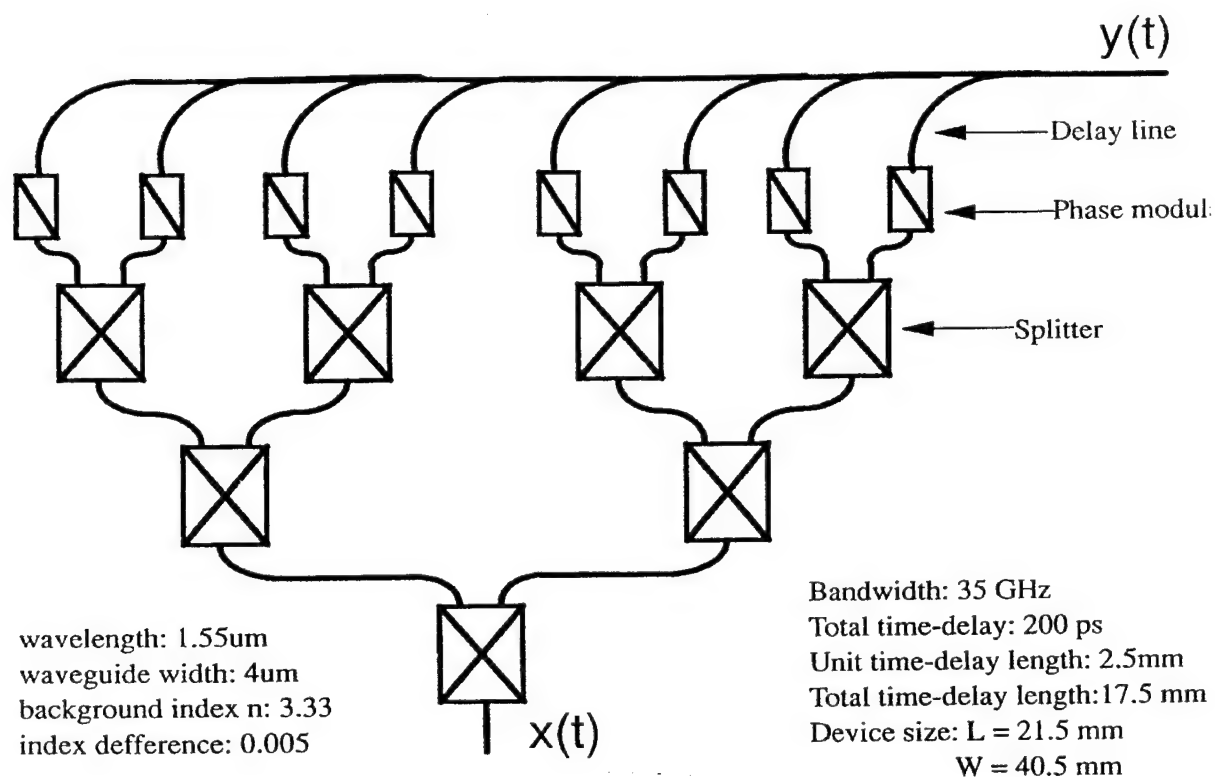 y(t)
Delay line
Phase modul
Splitter
wavelength: 1.55um
waveguide width: 4um
background index n: 3.33
index defference: 0.005
x(t)
Bandwidth: 35 GHz
Total time-delay: 200 ps
Unit time-delay length: 2.5mm
Total time-delay length:17.5 mm
Device size: L = 21.5 mm
W = 40.5 mm